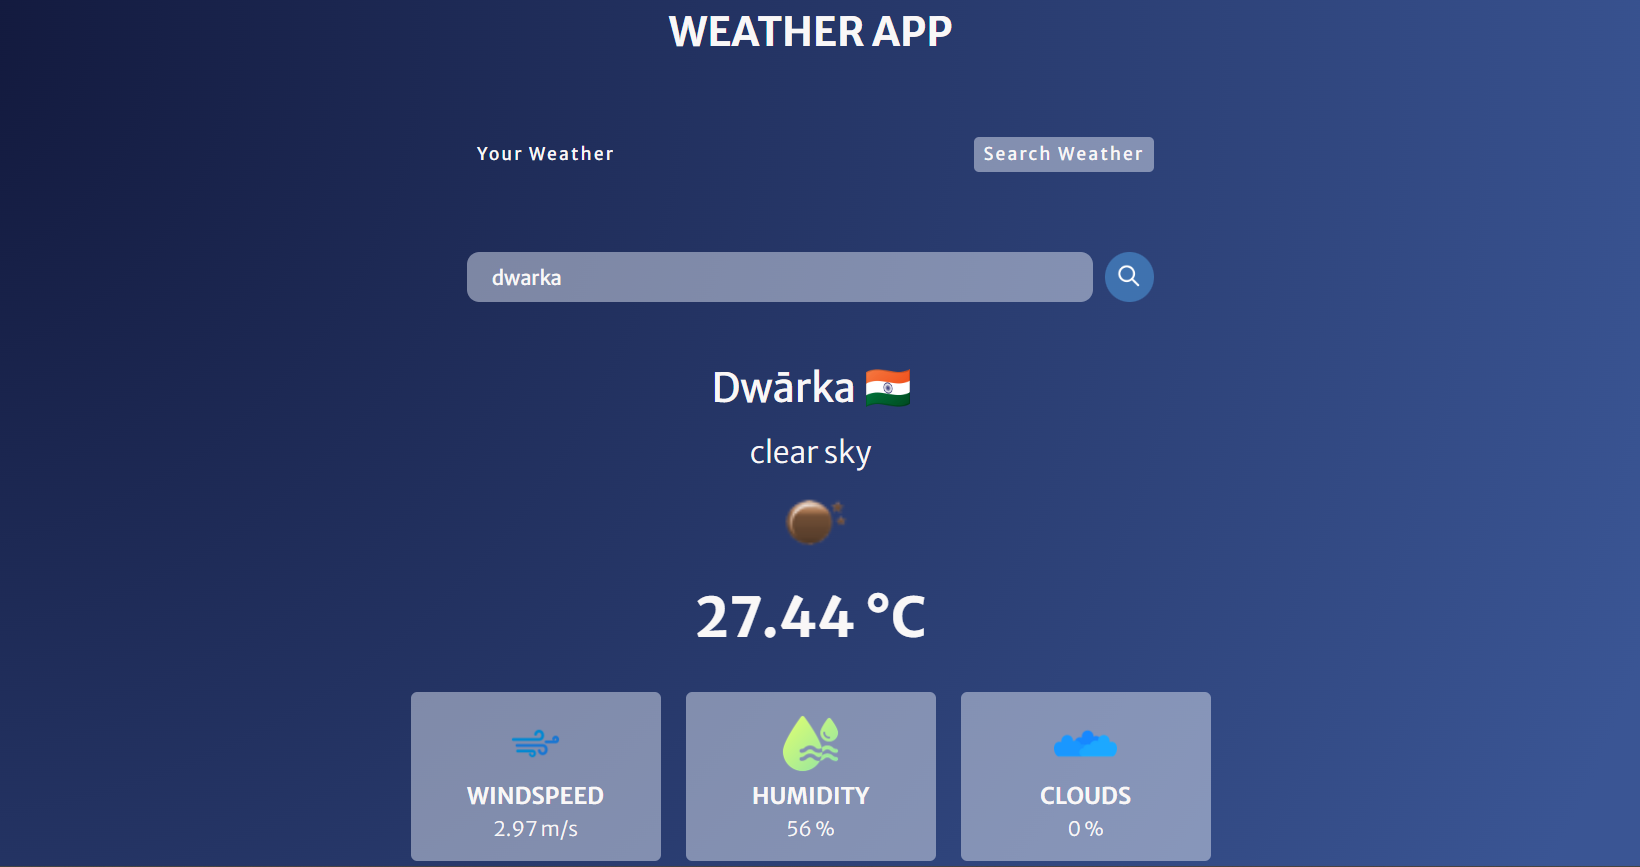 WEATHER APP
Your Weather
Search Weather
dwarka
Dwārka
clear sky
27.44 °C
WINDSPEED
2.97 m/s
HUMIDITY
56 %
CLOUDS
0 %